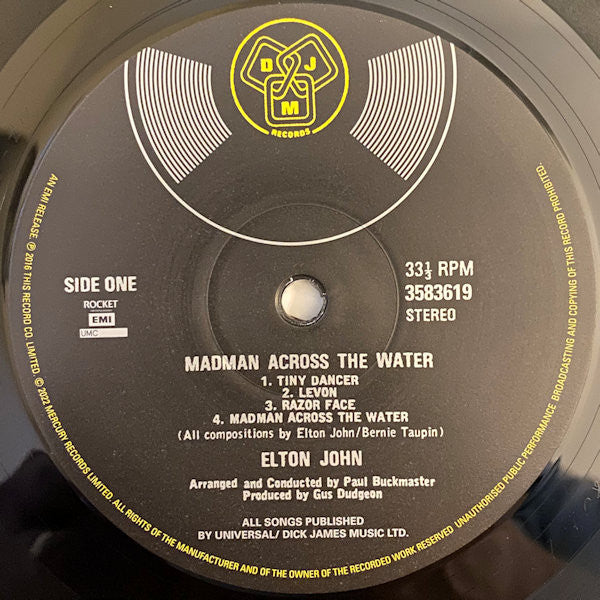 D J
M
RECORDS
SIDE ONE
ROCKET
EMI
UMC
33⅓ RPM
3583619
STEREO
MADMAN ACROSS THE WATER
1. TINY DANCER
2. LEVON
3. RAZOR FACE
4. MADMAN ACROSS THE WATER
(All compositions by Elton John/Bernie Taupin)
ELTON JOHN
Arranged and Conducted by Paul Buckmaster
Produced by Gus Dudgeon
ALL SONGS PUBLISHED
BY UNIVERSAL/ DICK JAMES MUSIC LTD.
AN EMI RELEASE. ℗ 2016 THIS RECORD CO. LIMITED. © 2022 MERCURY RECORDS LIMITED ALL RIGHTS OF THE MANUFACTURER AND OF THE OWNER OF THE RECORDED WORK RESERVED UNAUTHORISED PUBLIC PERFORMANCE BROADCASTING AND COPYING OF THIS RECORD PROHIBITED.